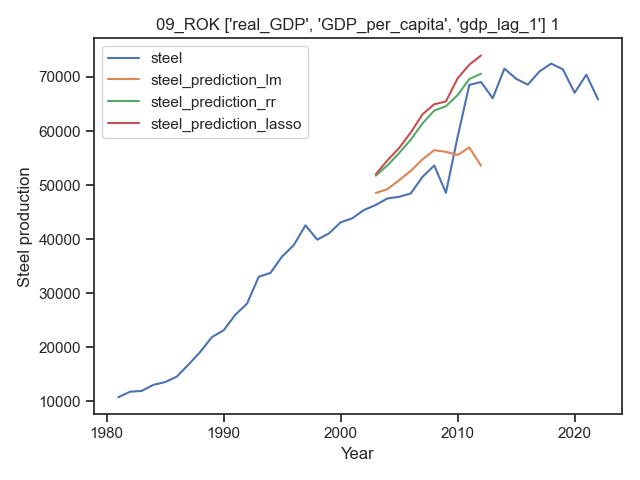 09_ROK ['real_GDP', 'GDP_per_capita', 'gdp_lag_1'] 1
steel
steel_prediction_lm
steel_prediction_rr
steel_prediction_lasso
Steel production
70000
60000
50000
40000
30000
20000
10000
1980
1990
2000
2010
2020
Year